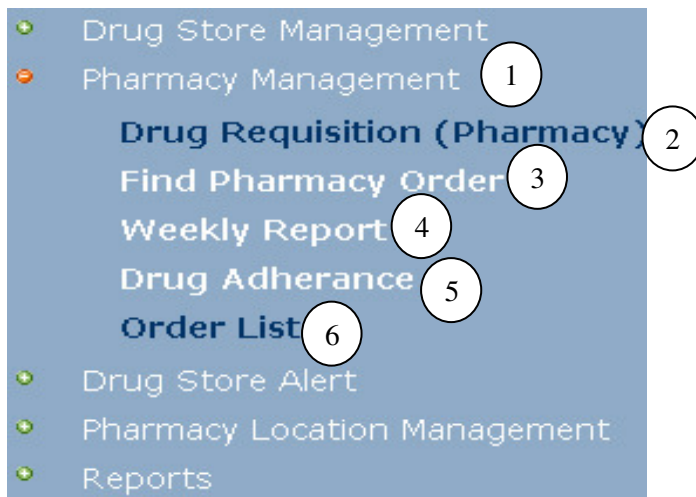 Drug Store Management
Pharmacy Management 1
Drug Requisition (Pharmacy) 2
Find Pharmacy Order 3
Weekly Report 4
Drug Adherance 5
Order List 6
Drug Store Alert
Pharmacy Location Management
Reports